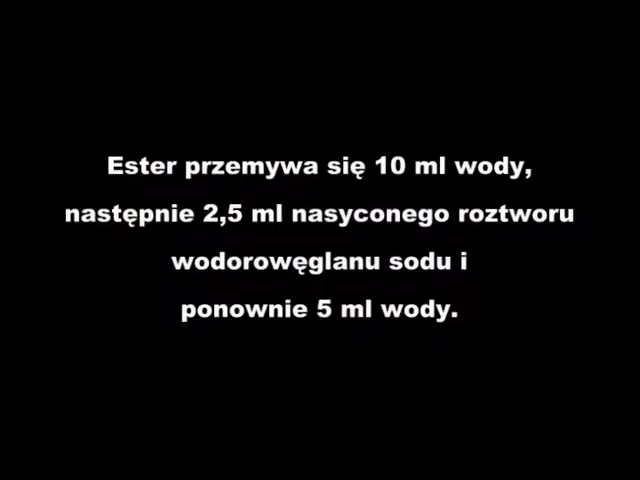 Ester przemywa się 10 ml wody,
następnie 2,5 ml nasyconego roztworu
wodorowęglanu sodu i
ponownie 5 ml wody.